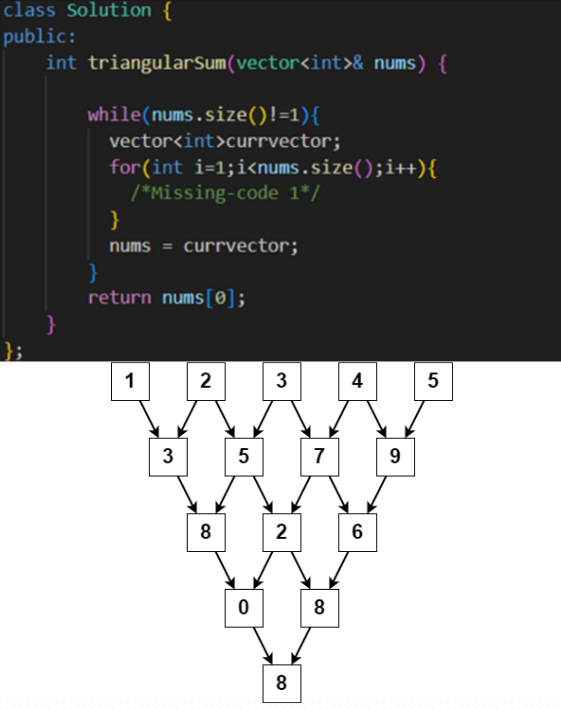 class Solution {
public:
int triangularSum(vector<int>& nums) {
while(nums.size()!=1){
vector<int>currvector;
for(int i=1;i<nums.size();i++){
/*Missing-code 1*/
}
nums = currvector;
}
return nums[0];
}
};
1 2 3 4 5
3 5 7 9
8 2 6
0 8
8